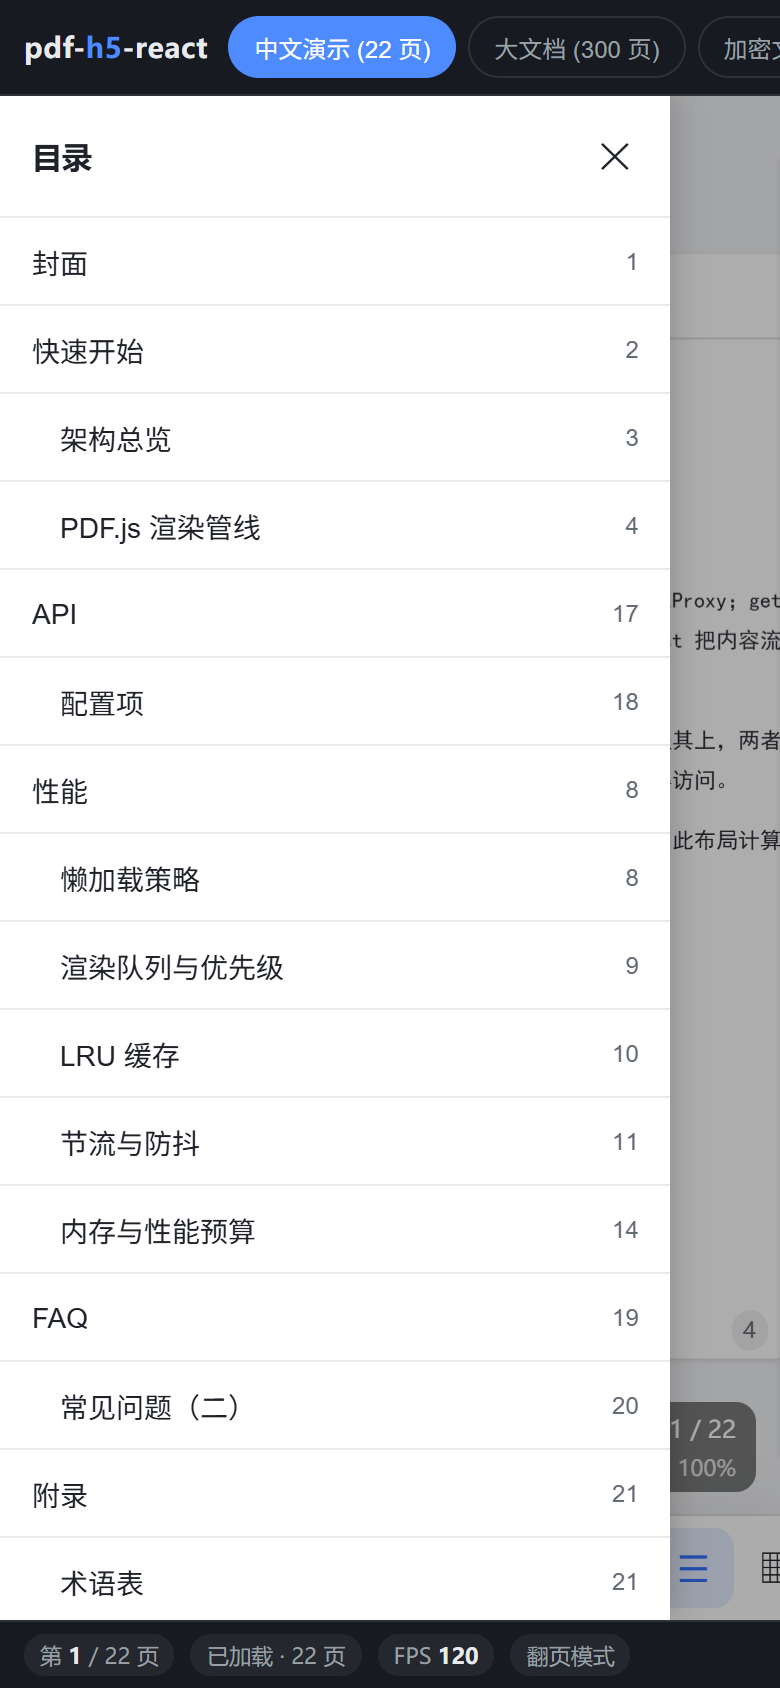 pdf-h5-react 中文演示 (22 页) 大文档 (300 页) 加密
目录
封面 1
快速开始 2
架构总览 3
PDF.js 渲染管线 4
API 17
Proxy; get
t 把内容流
配置项 18
其上，两者
访问。
性能 8
此布局计算
懒加载策略 8
渲染队列与优先级 9
LRU 缓存 10
节流与防抖 11
内存与性能预算 14
FAQ 19
4
常见问题（二） 20
1 / 22
100%
附录 21
术语表 21
第 1 / 22 页 已加载 · 22 页 FPS 120 翻页模式